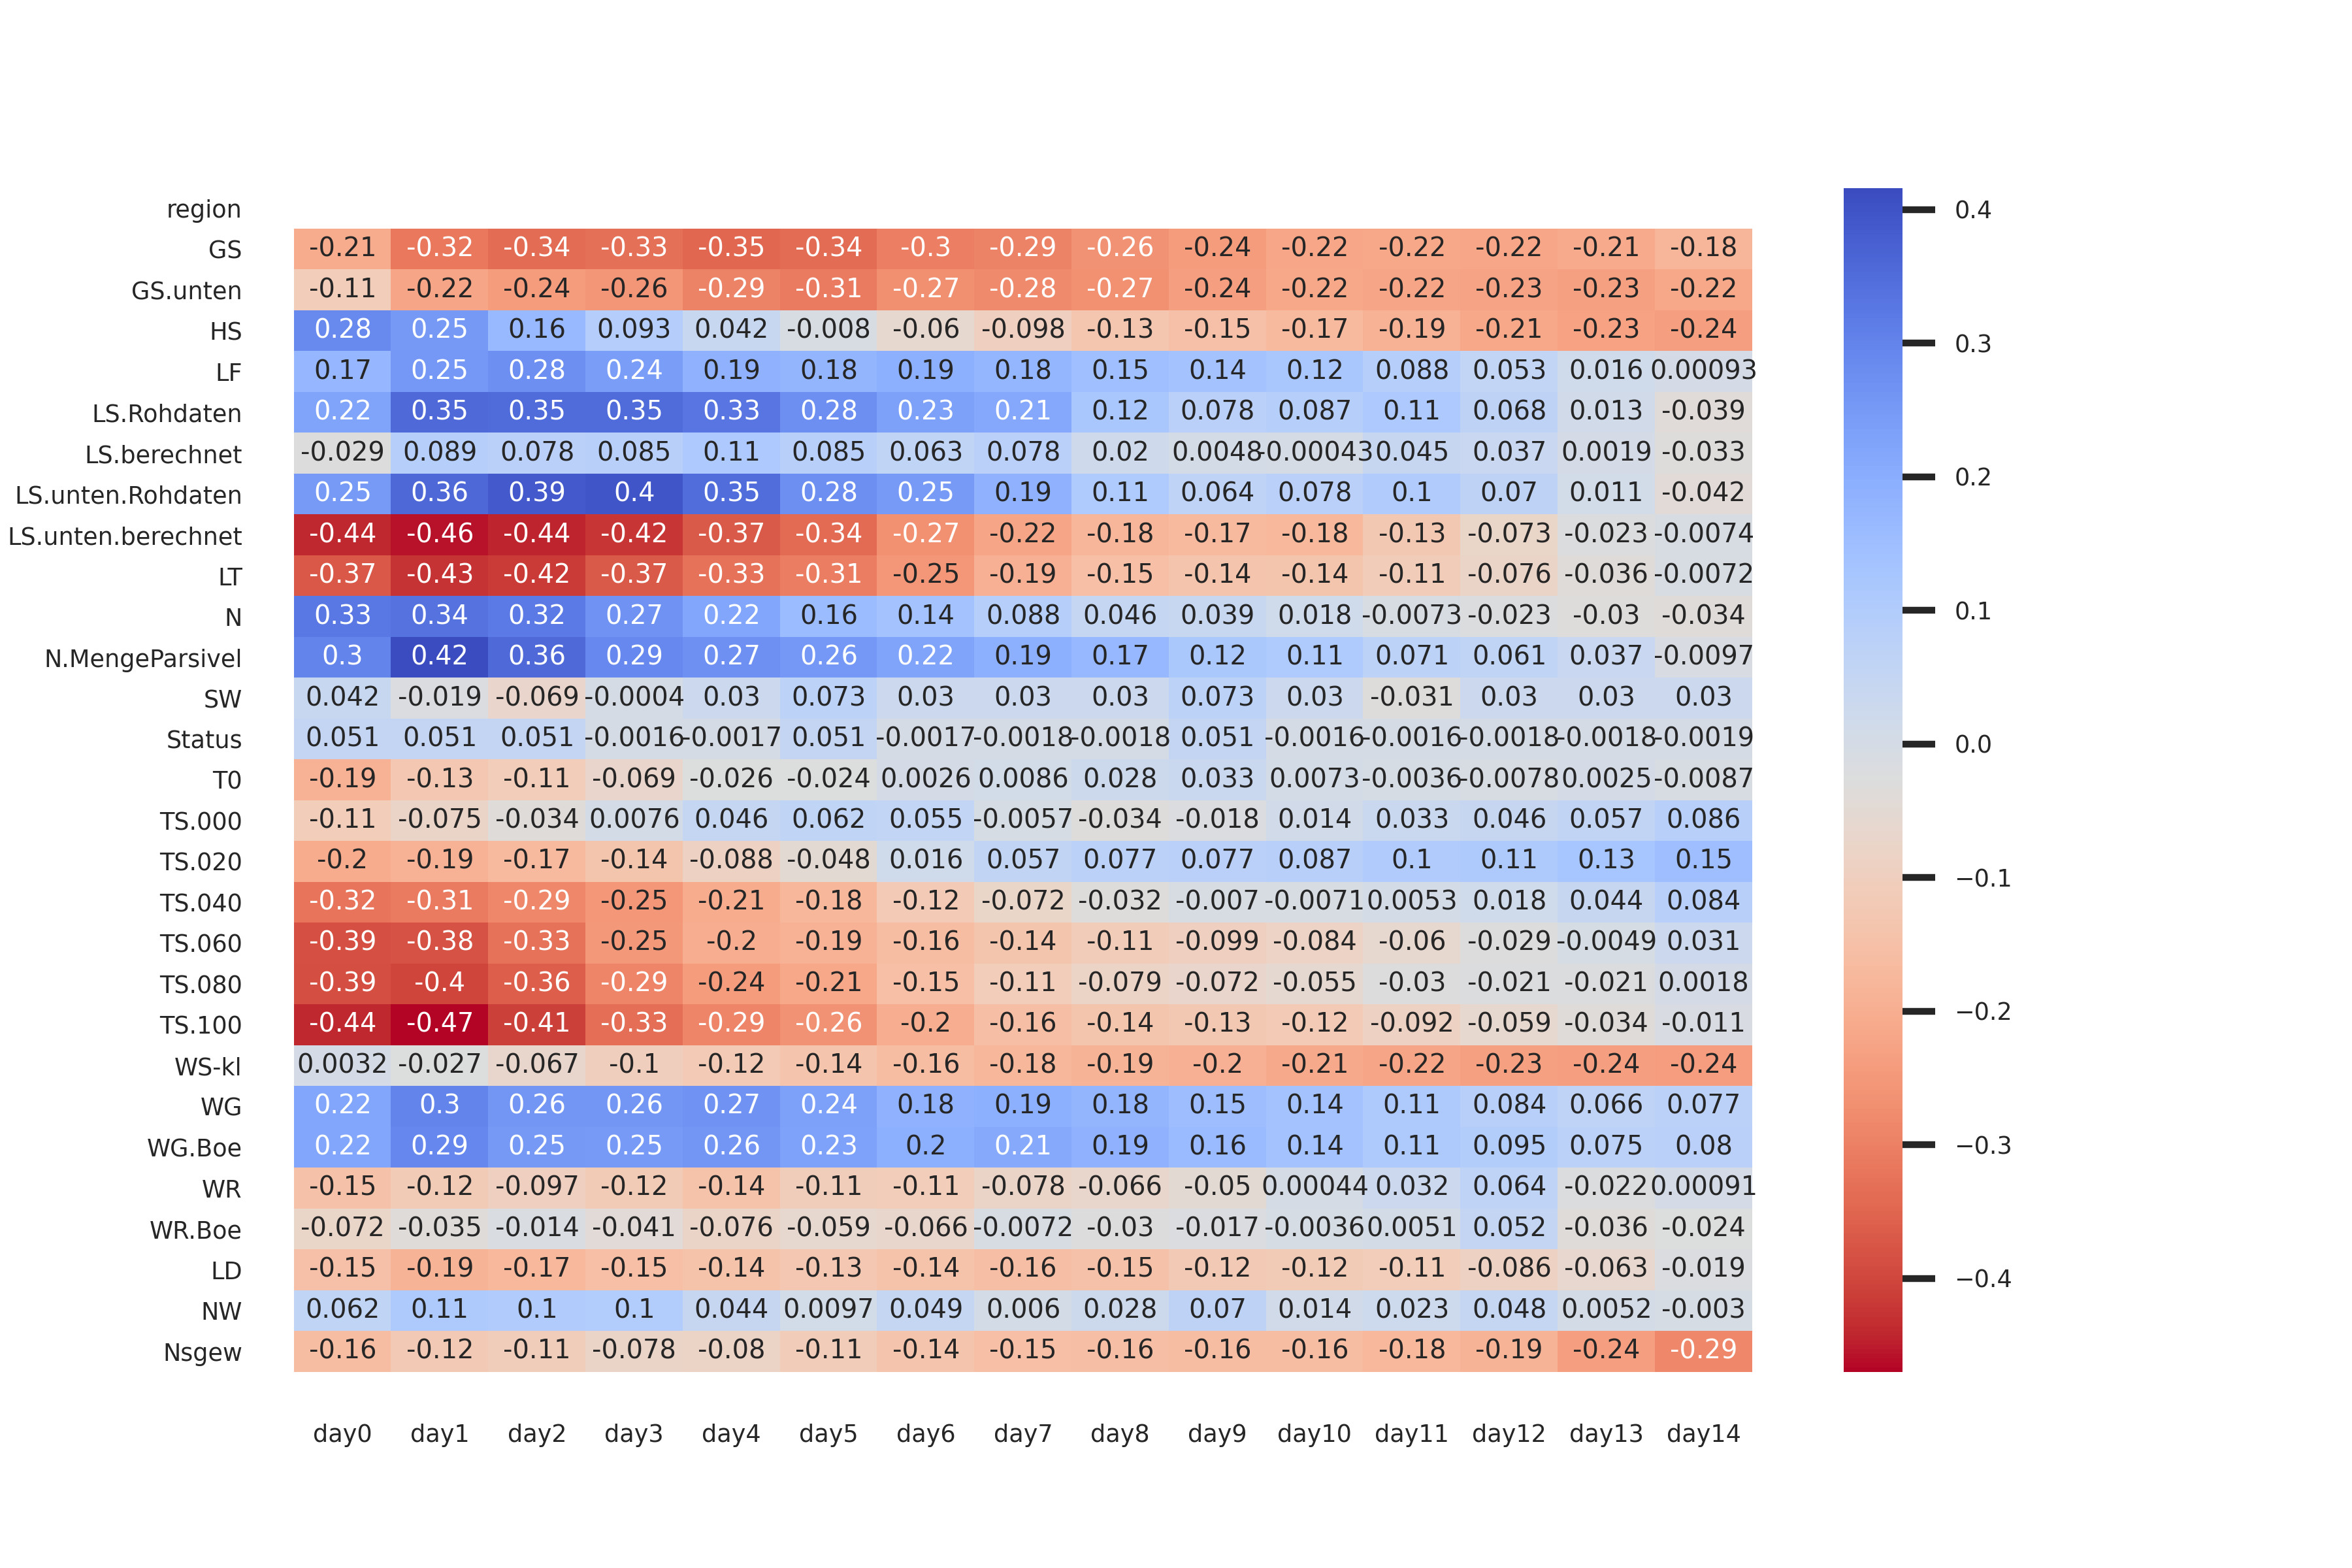 region
GS -0.21 -0.32 -0.34 -0.33 -0.35 -0.34 -0.3 -0.29 -0.26 -0.24 -0.22 -0.22 -0.22 -0.21 -0.18
GS.unten -0.11 -0.22 -0.24 -0.26 -0.29 -0.31 -0.27 -0.28 -0.27 -0.24 -0.22 -0.22 -0.23 -0.23 -0.22
HS 0.28 0.25 0.16 0.093 0.042 -0.008 -0.06 -0.098 -0.13 -0.15 -0.17 -0.19 -0.21 -0.23 -0.24
LF 0.17 0.25 0.28 0.24 0.19 0.18 0.19 0.18 0.15 0.14 0.12 0.088 0.053 0.016 0.00093
LS.Rohdaten 0.22 0.35 0.35 0.35 0.33 0.28 0.23 0.21 0.12 0.078 0.087 0.11 0.068 0.013 -0.039
LS.berechnet -0.029 0.089 0.078 0.085 0.11 0.085 0.063 0.078 0.02 0.0048 -0.00043 0.045 0.037 0.0019 -0.033
LS.unten.Rohdaten 0.25 0.36 0.39 0.4 0.35 0.28 0.25 0.19 0.11 0.064 0.078 0.1 0.07 0.011 -0.042
LS.unten.berechnet -0.44 -0.46 -0.44 -0.42 -0.37 -0.34 -0.27 -0.22 -0.18 -0.17 -0.18 -0.13 -0.073 -0.023 -0.0074
LT -0.37 -0.43 -0.42 -0.37 -0.33 -0.31 -0.25 -0.19 -0.15 -0.14 -0.14 -0.11 -0.076 -0.036 -0.0072
N 0.33 0.34 0.32 0.27 0.22 0.16 0.14 0.088 0.046 0.039 0.018 -0.0073 -0.023 -0.03 -0.034
N.MengeParsivel 0.3 0.42 0.36 0.29 0.27 0.26 0.22 0.19 0.17 0.12 0.11 0.071 0.061 0.037 -0.0097
SW 0.042 -0.019 -0.069 -0.0004 0.03 0.073 0.03 0.03 0.03 0.073 0.03 -0.031 0.03 0.03 0.03
Status 0.051 0.051 0.051 -0.0016 -0.0017 0.051 -0.0017 -0.0018 -0.0018 0.051 -0.0016 -0.0016 -0.0018 -0.0018 -0.0019
T0 -0.19 -0.13 -0.11 -0.069 -0.026 -0.024 0.0026 0.0086 0.028 0.033 0.0073 -0.0036 -0.0078 0.0025 -0.0087
TS.000 -0.11 -0.075 -0.034 0.0076 0.046 0.062 0.055 -0.0057 -0.034 -0.018 0.014 0.033 0.046 0.057 0.086
TS.020 -0.2 -0.19 -0.17 -0.14 -0.088 -0.048 0.016 0.057 0.077 0.077 0.087 0.1 0.11 0.13 0.15
TS.040 -0.32 -0.31 -0.29 -0.25 -0.21 -0.18 -0.12 -0.072 -0.032 -0.007 -0.0071 0.0053 0.018 0.044 0.084
TS.060 -0.39 -0.38 -0.33 -0.25 -0.2 -0.19 -0.16 -0.14 -0.11 -0.099 -0.084 -0.06 -0.029 -0.0049 0.031
TS.080 -0.39 -0.4 -0.36 -0.29 -0.24 -0.21 -0.15 -0.11 -0.079 -0.072 -0.055 -0.03 -0.021 -0.021 0.0018
TS.100 -0.44 -0.47 -0.41 -0.33 -0.29 -0.26 -0.2 -0.16 -0.14 -0.13 -0.12 -0.092 -0.059 -0.034 -0.011
WS-kl 0.0032 -0.027 -0.067 -0.1 -0.12 -0.14 -0.16 -0.18 -0.19 -0.2 -0.21 -0.22 -0.23 -0.24 -0.24
WG 0.22 0.3 0.26 0.26 0.27 0.24 0.18 0.19 0.18 0.15 0.14 0.11 0.084 0.066 0.077
WG.Boe 0.22 0.29 0.25 0.25 0.26 0.23 0.2 0.21 0.19 0.16 0.14 0.11 0.095 0.075 0.08
WR -0.15 -0.12 -0.097 -0.12 -0.14 -0.11 -0.11 -0.078 -0.066 -0.05 0.00044 0.032 0.064 -0.022 0.00091
WR.Boe -0.072 -0.035 -0.014 -0.041 -0.076 -0.059 -0.066 -0.0072 -0.03 -0.017 -0.0036 0.0051 0.052 -0.036 -0.024
LD -0.15 -0.19 -0.17 -0.15 -0.14 -0.13 -0.14 -0.16 -0.15 -0.12 -0.12 -0.11 -0.086 -0.063 -0.019
NW 0.062 0.11 0.1 0.1 0.044 0.0097 0.049 0.006 0.028 0.07 0.014 0.023 0.048 0.0052 -0.003
Nsgew -0.16 -0.12 -0.11 -0.078 -0.08 -0.11 -0.14 -0.15 -0.16 -0.16 -0.16 -0.18 -0.19 -0.24 -0.29
day0 day1 day2 day3 day4 day5 day6 day7 day8 day9 day10 day11 day12 day13 day14
0.4
0.3
0.2
0.1
0.0
−0.1
−0.2
−0.3
−0.4